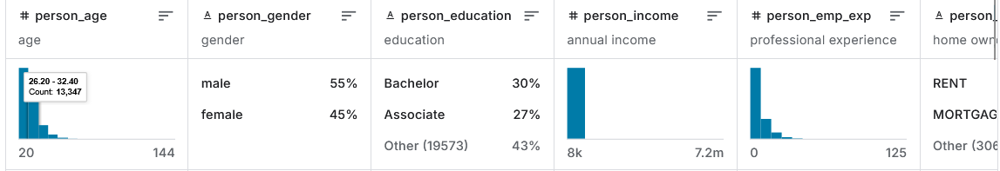 # person_age
age
26.20 - 32.40
Count: 13,347
20 144
A person_gender
gender
male 55%
female 45%
A person_education
education
Bachelor 30%
Associate 27%
Other (19573) 43%
# person_income
annual income
8k 7.2m
# person_emp_exp
professional experience
0 125
A person_
home own
RENT
MORTGAG
Other (306